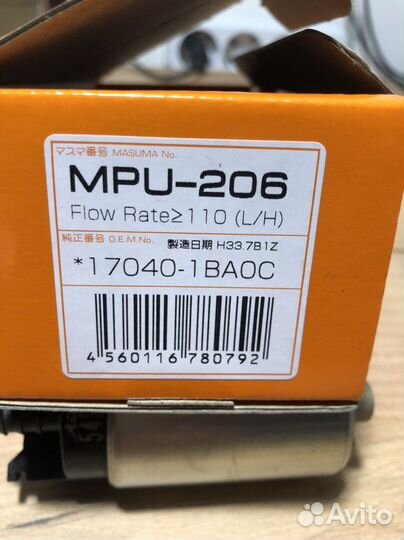 マスマ番号 MASUMA No.
MPU-206
Flow Rate≥110 (L/H)
純正番号 O.E.M.No. 製造日期 H33.7B1Z
*17040-1BA0C
4 560116 780792
54
Avito